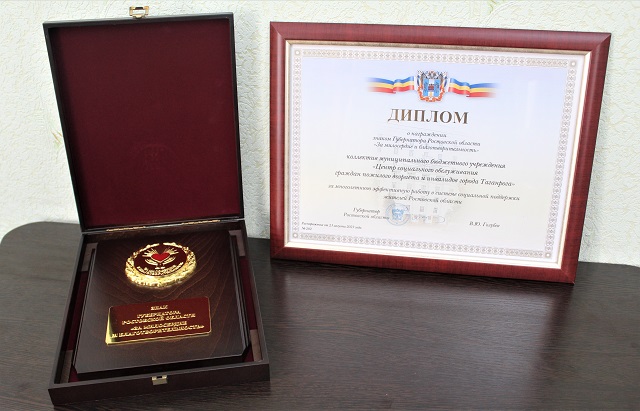 ДИПЛОМ
о награждении
знаком Губернатора Ростовской области
«За милосердие и благотворительность»
коллектив муниципального бюджетного учреждения
«Центр социального обслуживания
граждан пожилого возраста и инвалидов города Таганрога»
за многолетнюю эффективную работу в системе социальной поддержки
жителей Ростовской области
Губернатор
Ростовской области
В.Ю. Голубев
ЗНАК
ГУБЕРНАТОРА
РОСТОВСКОЙ ОБЛАСТИ
«ЗА МИЛОСЕРДИЕ
И БЛАГОТВОРИТЕЛЬНОСТЬ»